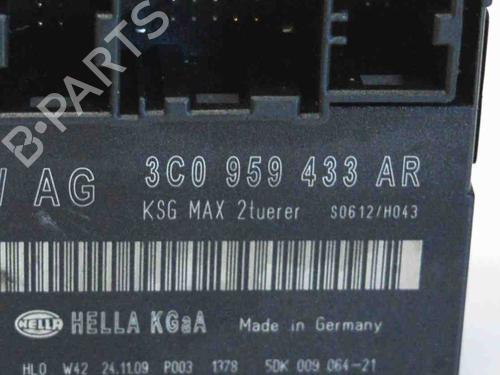 B-PARTS
AG 3C0 959 433 AR
KSG MAX 2tuerer S0612/H043
HELLA HELLA KGaA Made in Germany
HLO W42 24.11.09 P003 1378 5DK 009 064-21